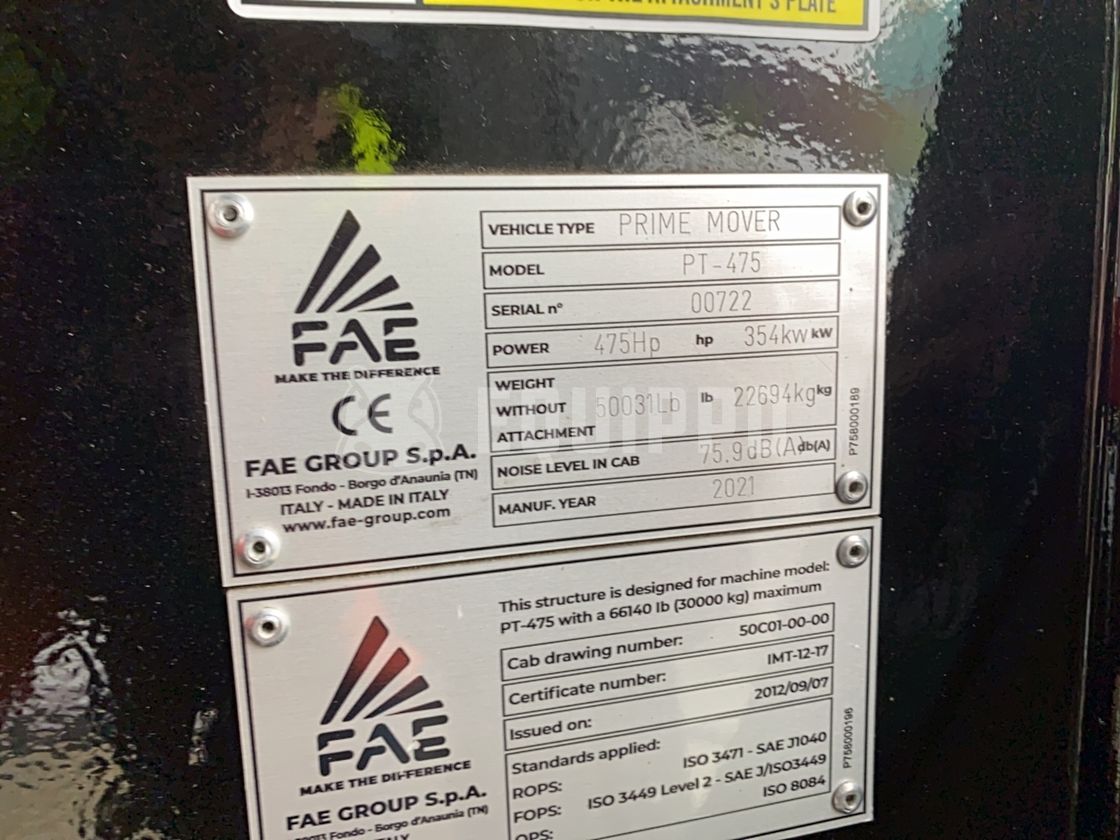 THE ATTACHMENT'S PLATE
FAE
MAKE THE DIFFERENCE
CE
FAE GROUP S.p.A.
I-38013 Fondo - Borgo d'Anaunia (TN)
ITALY - MADE IN ITALY
www.fae-group.com
VEHICLE TYPE PRIME MOVER
MODEL PT-475
SERIAL n° 00722
POWER 475Hp hp 354kw kW
WEIGHT
WITHOUT 50031Lb lb 22694kg kg
ATTACHMENT
NOISE LEVEL IN CAB 75.9dB(A) db(A)
MANUF. YEAR 2021
P758000189
EQUIPPO
FAE
MAKE THE DIFFERENCE
FAE GROUP S.p.A.
38013 Fondo - Borgo d'Anaunia (TN)
This structure is designed for machine model:
PT-475 with a 66140 lb (30000 kg) maximum
Cab drawing number: 50C01-00-00
Certificate number: IMT-12-17
Issued on: 2012/09/07
Standards applied:
ROPS: ISO 3471 - SAE J1040
FOPS: ISO 3449 Level 2 - SAE J/ISO3449
OPS: ISO 8084
P758000196